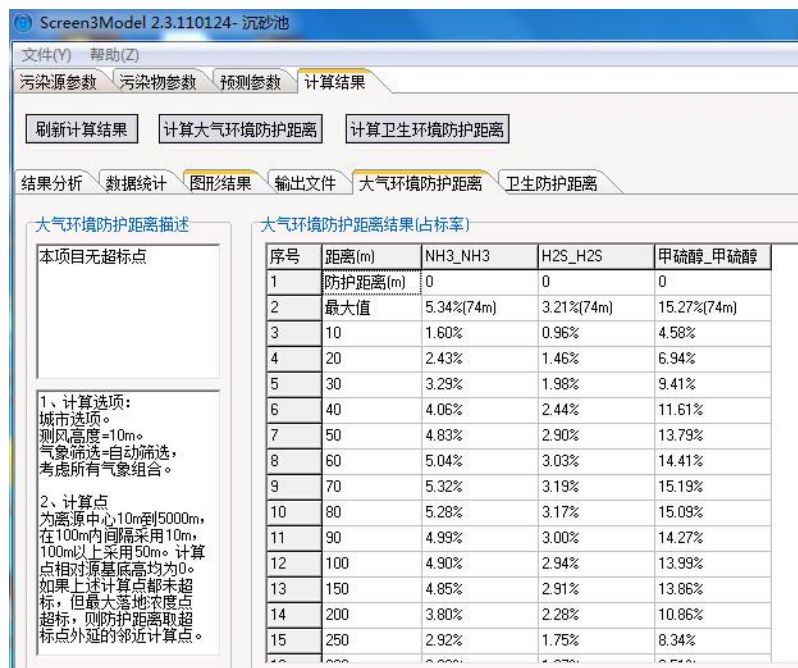 Screen3Model 2.3.110124- 沉砂池
文件(Y) 帮助(Z)
污染源参数 污染物参数 预测参数 计算结果
刷新计算结果 计算大气环境防护距离 计算卫生环境防护距离
结果分析 数据统计 图形结果 输出文件 大气环境防护距离 卫生防护距离
大气环境防护距离描述
本项目无超标点
1、计算选项:
城市选项。
测风高度=10m。
气象筛选=自动筛选,
考虑所有气象组合。
2、计算点
为离源中心10m到5000m,
在100m内间隔采用10m,
100m以上采用50m。计算
点相对源基底高均为0。
如果上述计算点都未超
标,但最大落地浓度点
超标,则防护距离取超
标点外延的邻近计算点。
大气环境防护距离结果(占标率)
序号 距离(m) NH3_NH3 H2S_H2S 甲硫醇_甲硫醇
1 防护距离(m) 0 0 0
2 最大值 5.34%(74m) 3.21%(74m) 15.27%(74m)
3 10 1.60% 0.96% 4.58%
4 20 2.43% 1.46% 6.94%
5 30 3.29% 1.98% 9.41%
6 40 4.06% 2.44% 11.61%
7 50 4.83% 2.90% 13.79%
8 60 5.04% 3.03% 14.41%
9 70 5.32% 3.19% 15.19%
10 80 5.28% 3.17% 15.09%
11 90 4.99% 3.00% 14.27%
12 100 4.90% 2.94% 13.99%
13 150 4.85% 2.91% 13.86%
14 200 3.80% 2.28% 10.86%
15 250 2.92% 1.75% 8.34%